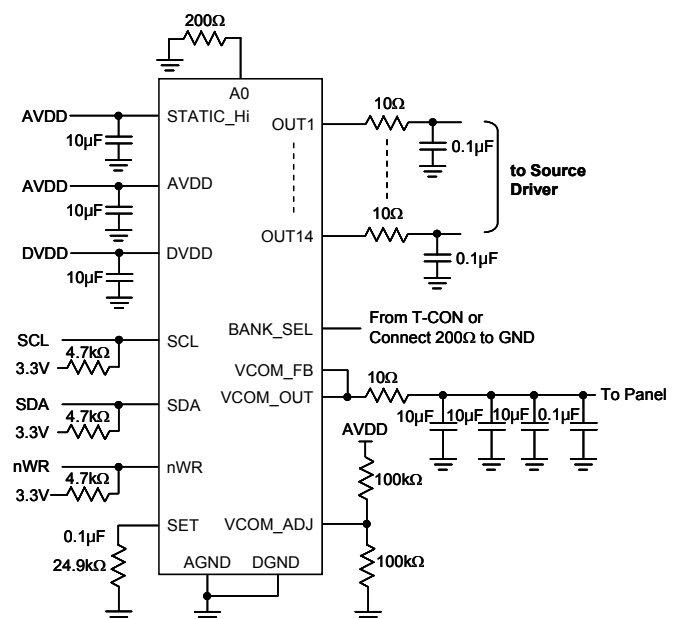 200Ω
A0
AVDD
STATIC_Hi
10µF
AVDD
AVDD
10µF
DVDD
DVDD
10µF
SCL
SCL
4.7kΩ
3.3V
SDA
SDA
4.7kΩ
3.3V
nWR
nWR
4.7kΩ
3.3V
SET
0.1µF
24.9kΩ
AGND
DGND
OUT1
10Ω
0.1µF
to Source
Driver
10Ω
OUT14
0.1µF
BANK_SEL
From T-CON or
Connect 200Ω to GND
VCOM_FB
VCOM_OUT
10Ω
To Panel
10µF
10µF
10µF
0.1µF
AVDD
100kΩ
VCOM_ADJ
100kΩ